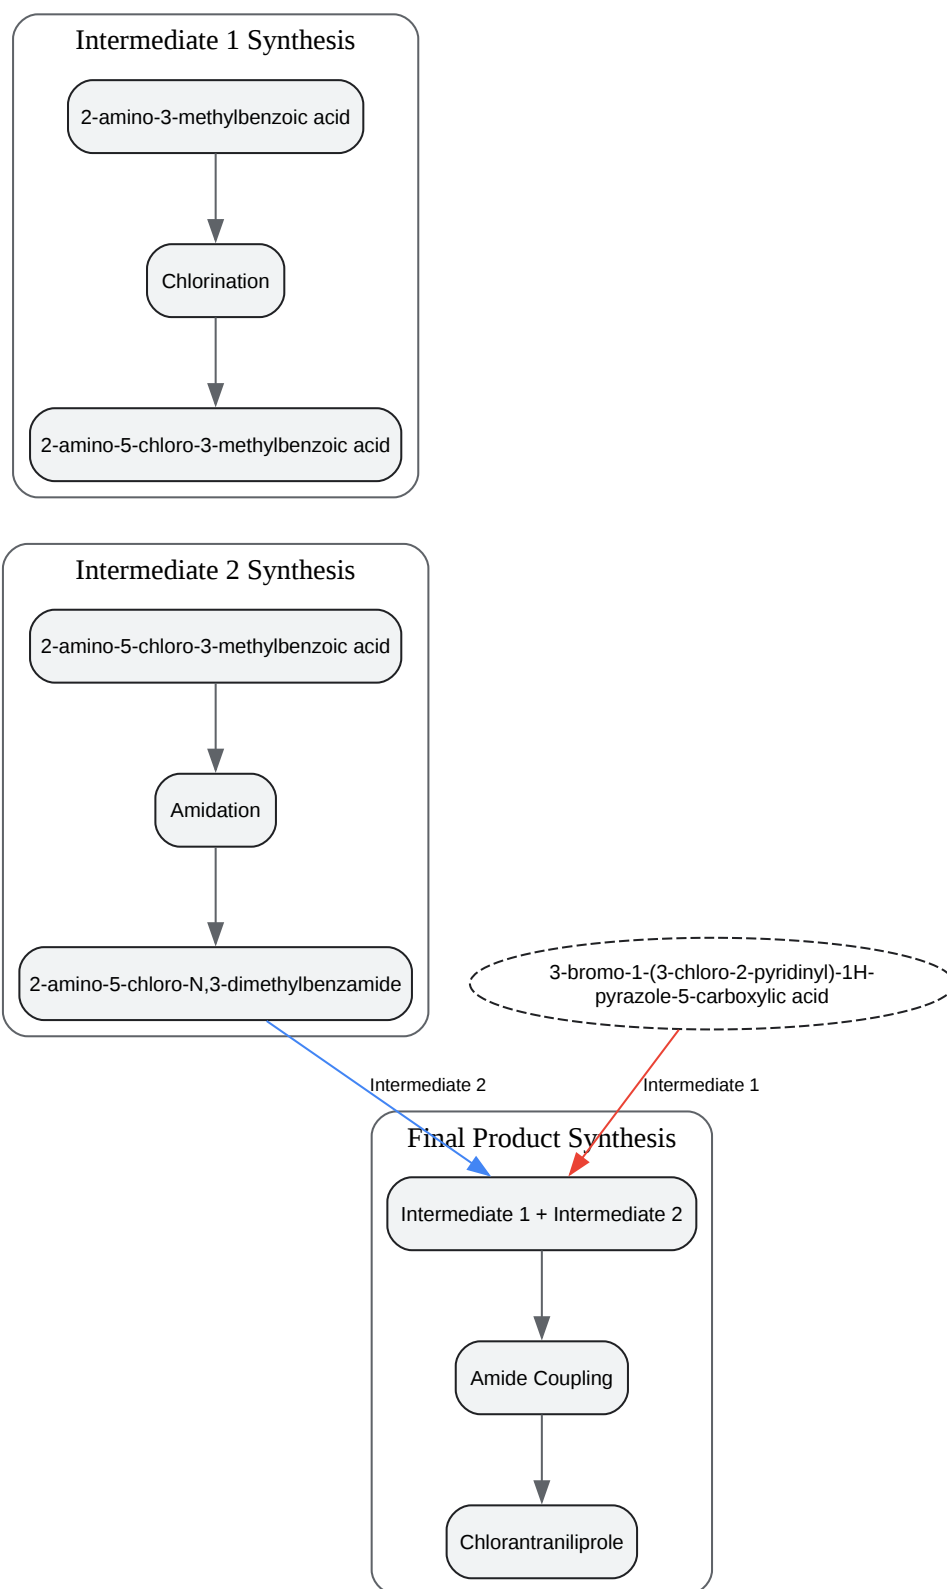 Intermediate 1 Synthesis
2-amino-3-methylbenzoic acid
Chlorination
2-amino-5-chloro-3-methylbenzoic acid
Intermediate 2 Synthesis
2-amino-5-chloro-3-methylbenzoic acid
Amidation
2-amino-5-chloro-N,3-dimethylbenzamide
3-bromo-1-(3-chloro-2-pyridinyl)-1H-
pyrazole-5-carboxylic acid
Intermediate 2
Intermediate 1
Final Product Synthesis
Intermediate 1 + Intermediate 2
Amide Coupling
Chlorantraniliprole